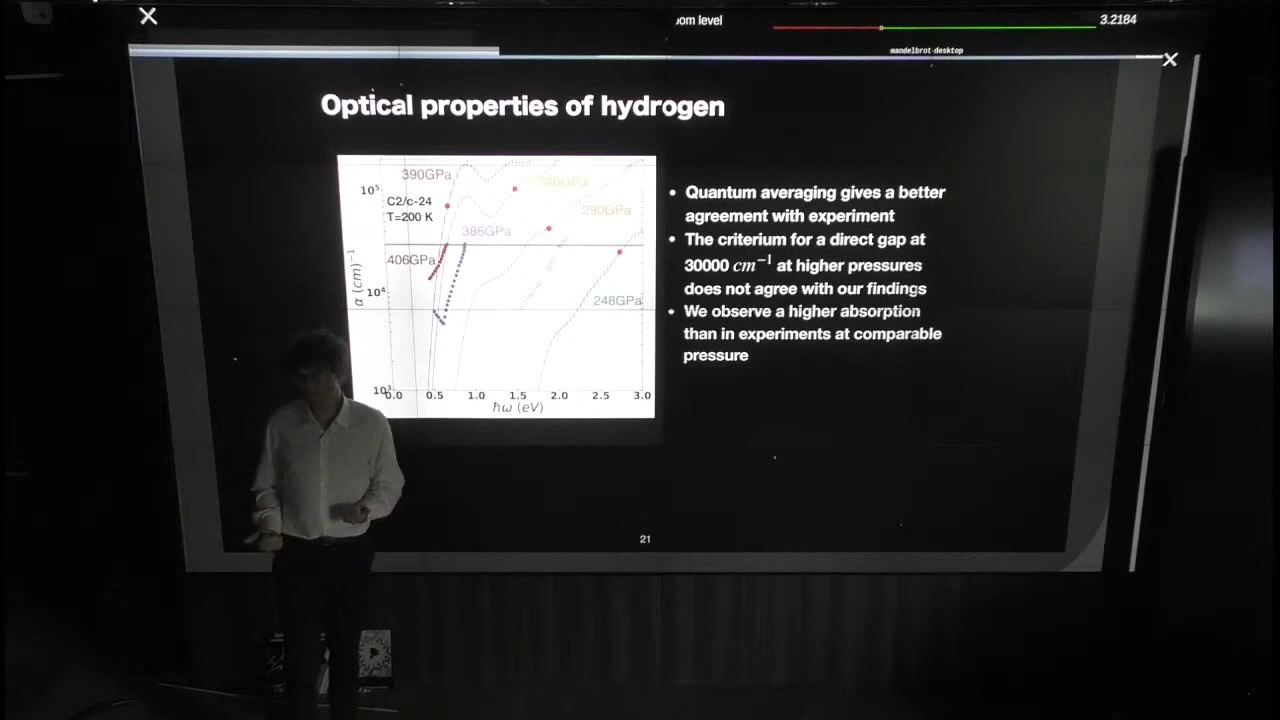 om level
3.2184
mandelbrot-desktop
Optical properties of hydrogen
390GPa
10⁵
C2/c-24
T=200 K
290GPa
386GPa
406GPa
α (cm)⁻¹
10⁴
248GPa
10³
0.0 0.5 1.0 1.5 2.0 2.5 3.0
ħω (eV)
• Quantum averaging gives a better
agreement with experiment
• The criterium for a direct gap at
30000 cm⁻¹ at higher pressures
does not agree with our findings
• We observe a higher absorption
than in experiments at comparable
pressure
21